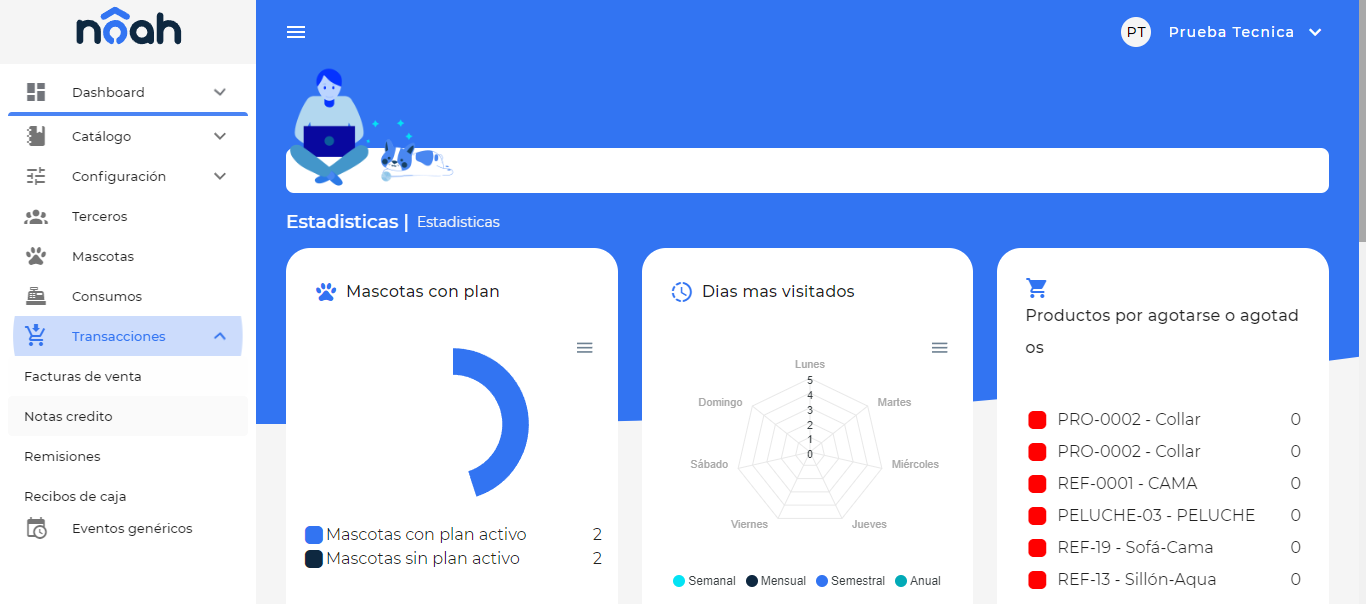 nôah
PT
Prueba Tecnica
Dashboard
Catálogo
Configuración
Terceros
Mascotas
Consumos
Transacciones
Facturas de venta
Notas credito
Remisiones
Recibos de caja
Eventos genéricos
Estadisticas | Estadisticas
Mascotas con plan
Mascotas con plan activo 2
Mascotas sin plan activo 2
Dias mas visitados
Lunes
5
4
3
2
1
0
Domingo
Martes
Sábado
Miércoles
Viernes
Jueves
Semanal Mensual Semestral Anual
Productos por agotarse o agotad
os
PRO-0002 - Collar 0
PRO-0002 - Collar 0
REF-0001 - CAMA 0
PELUCHE-03 - PELUCHE 0
REF-19 - Sofá-Cama 0
REF-13 - Sillón-Aqua 0